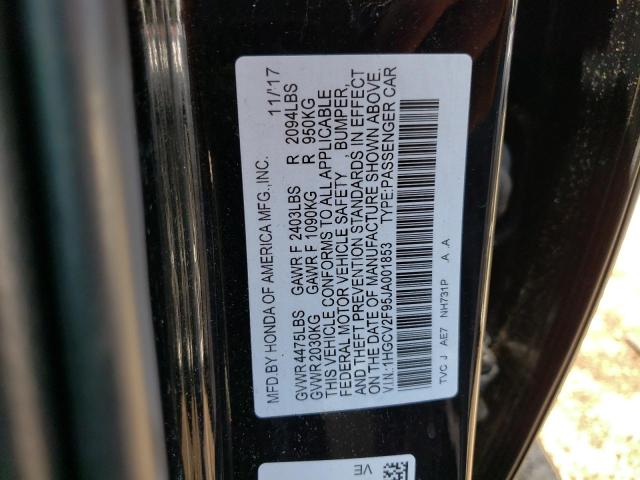 MFD.BY HONDA OF AMERICA MFG.,INC. 11/'17
GVWR 4475LBS GAWR F 2403LBS R 2094LBS
GVWR 2030KG GAWR F 1090KG R 950KG
THIS VEHICLE CONFORMS TO ALL APPLICABLE
FEDERAL MOTOR VEHICLE SAFETY , BUMPER,
AND THEFT PREVENTION STANDARDS IN EFFECT
ON THE DATE OF MANUFACTURE SHOWN ABOVE.
V.I.N.:1HGCV2F95JA001853 TYPE:PASSENGER CAR
TVC J AE7 NH731P A .A
VE